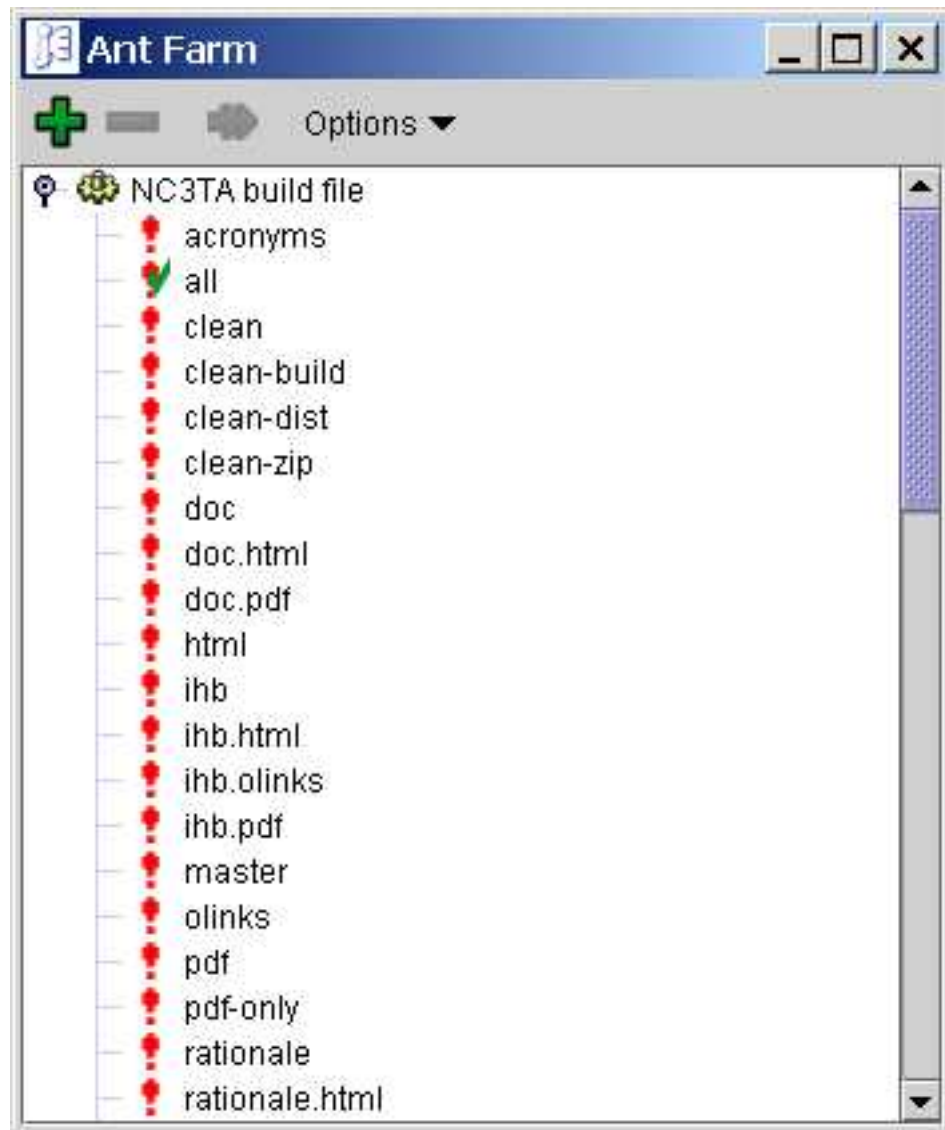 Ant Farm
Options
NC3TA build file
acronyms
all
clean
clean-build
clean-dist
clean-zip
doc
doc.html
doc.pdf
html
ihb
ihb.html
ihb.olinks
ihb.pdf
master
olinks
pdf
pdf-only
rationale
rationale.html